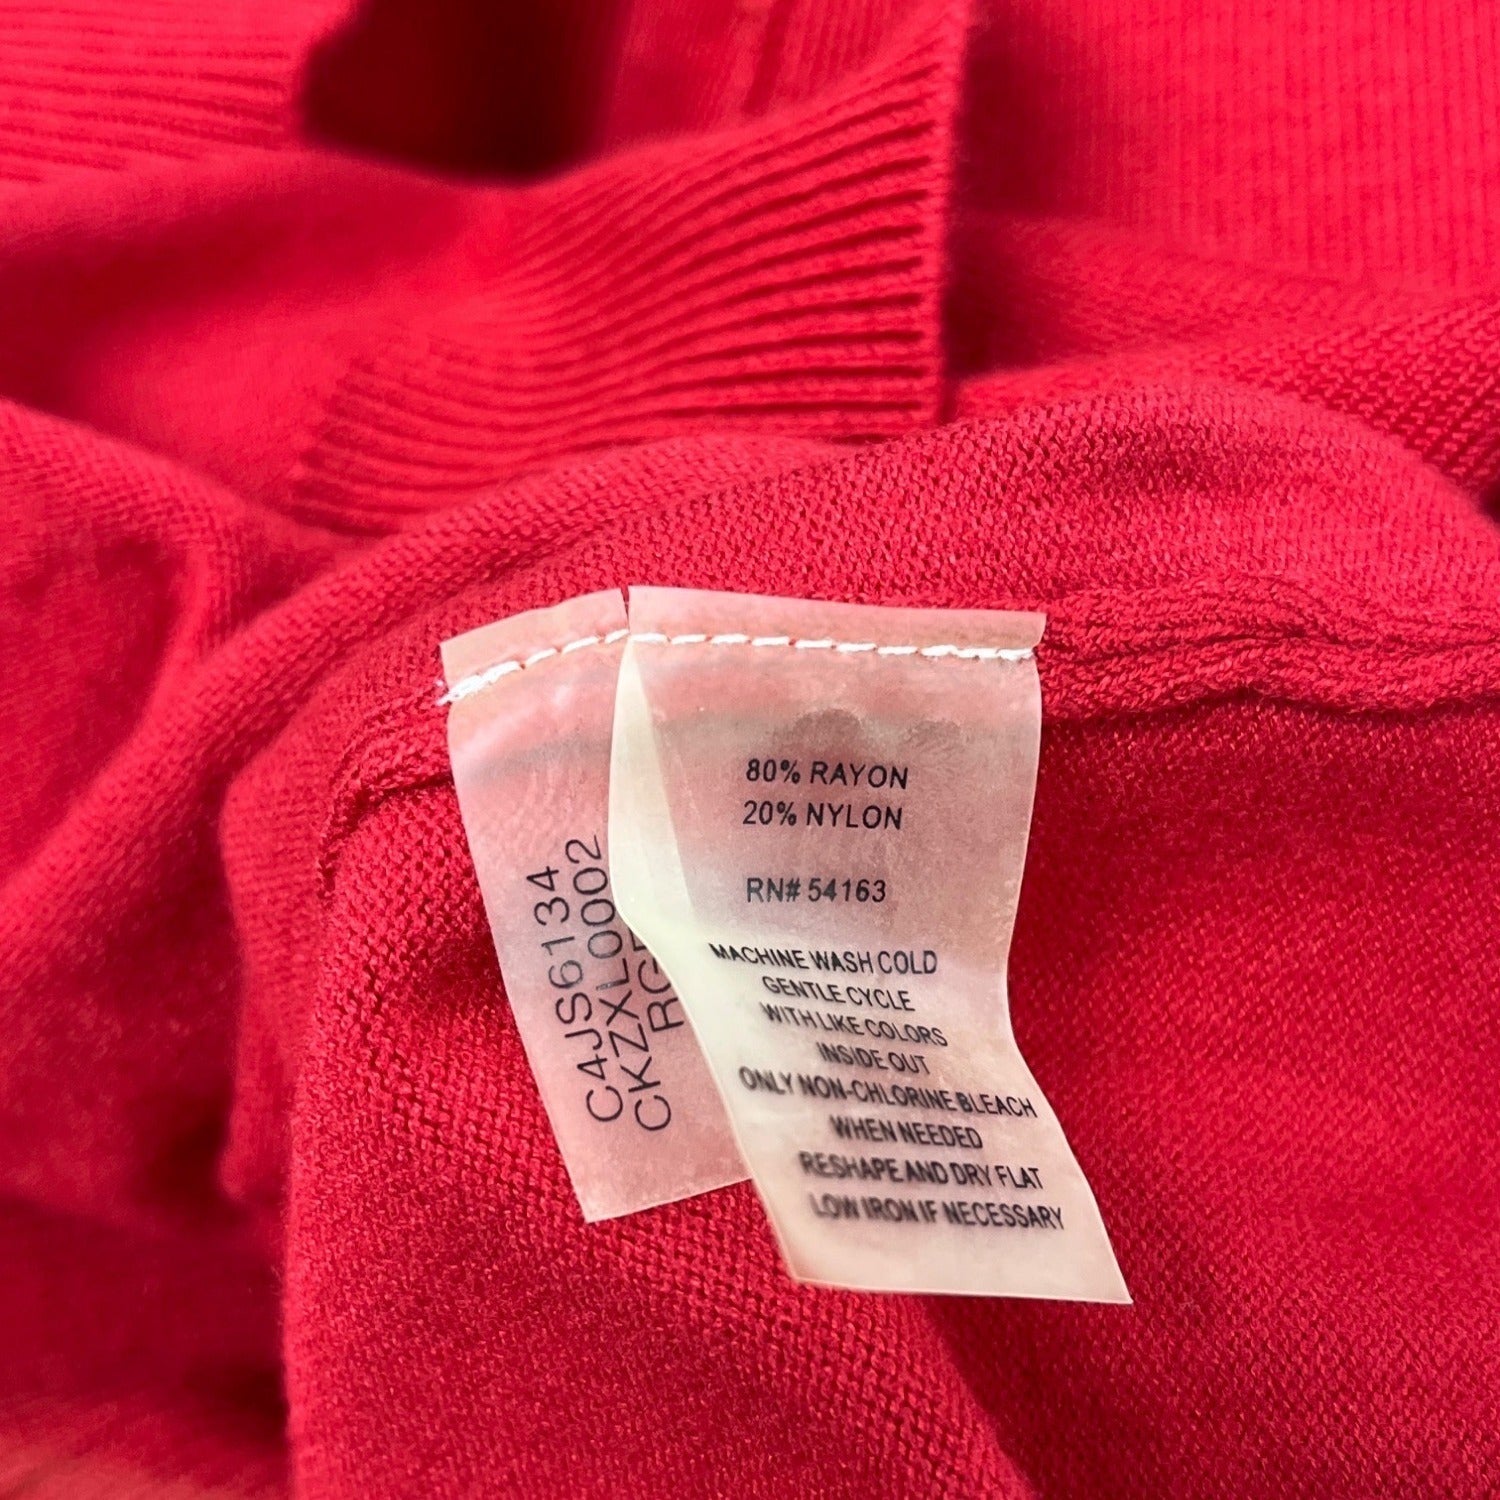 C4JS6134
CKZXL0002
80% RAYON
20% NYLON
RN# 54163
MACHINE WASH COLD
GENTLE CYCLE
WITH LIKE COLORS
INSIDE OUT
ONLY NON-CHLORINE BLEACH
WHEN NEEDED
RESHAPE AND DRY FLAT
LOW IRON IF NECESSARY